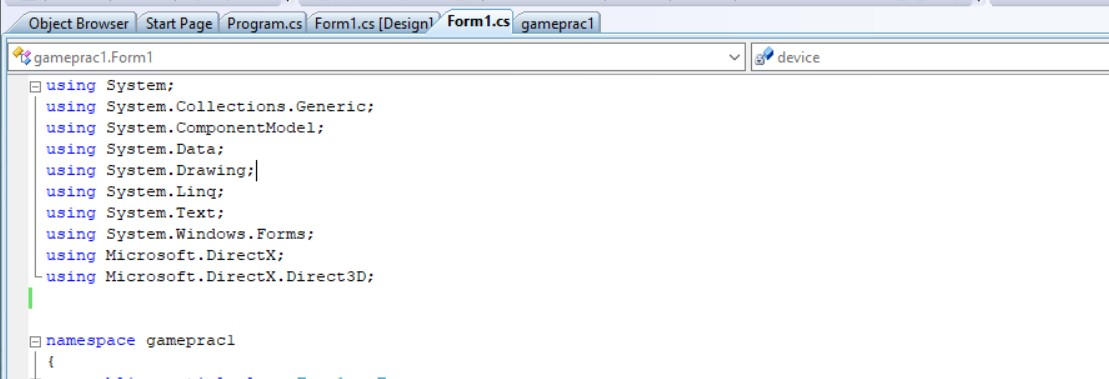 Object Browser Start Page Program.cs Form1.cs [Design] Form1.cs gameprac1
gameprac1.Form1 device
using System;
using System.Collections.Generic;
using System.ComponentModel;
using System.Data;
using System.Drawing;
using System.Linq;
using System.Text;
using System.Windows.Forms;
using Microsoft.DirectX;
using Microsoft.DirectX.Direct3D;
namespace gameprac1
{